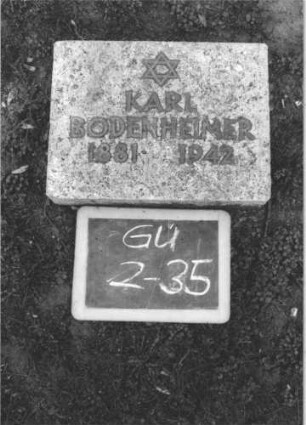 KARL
BODENHEIMER
1881 1942
GÜ
2-35